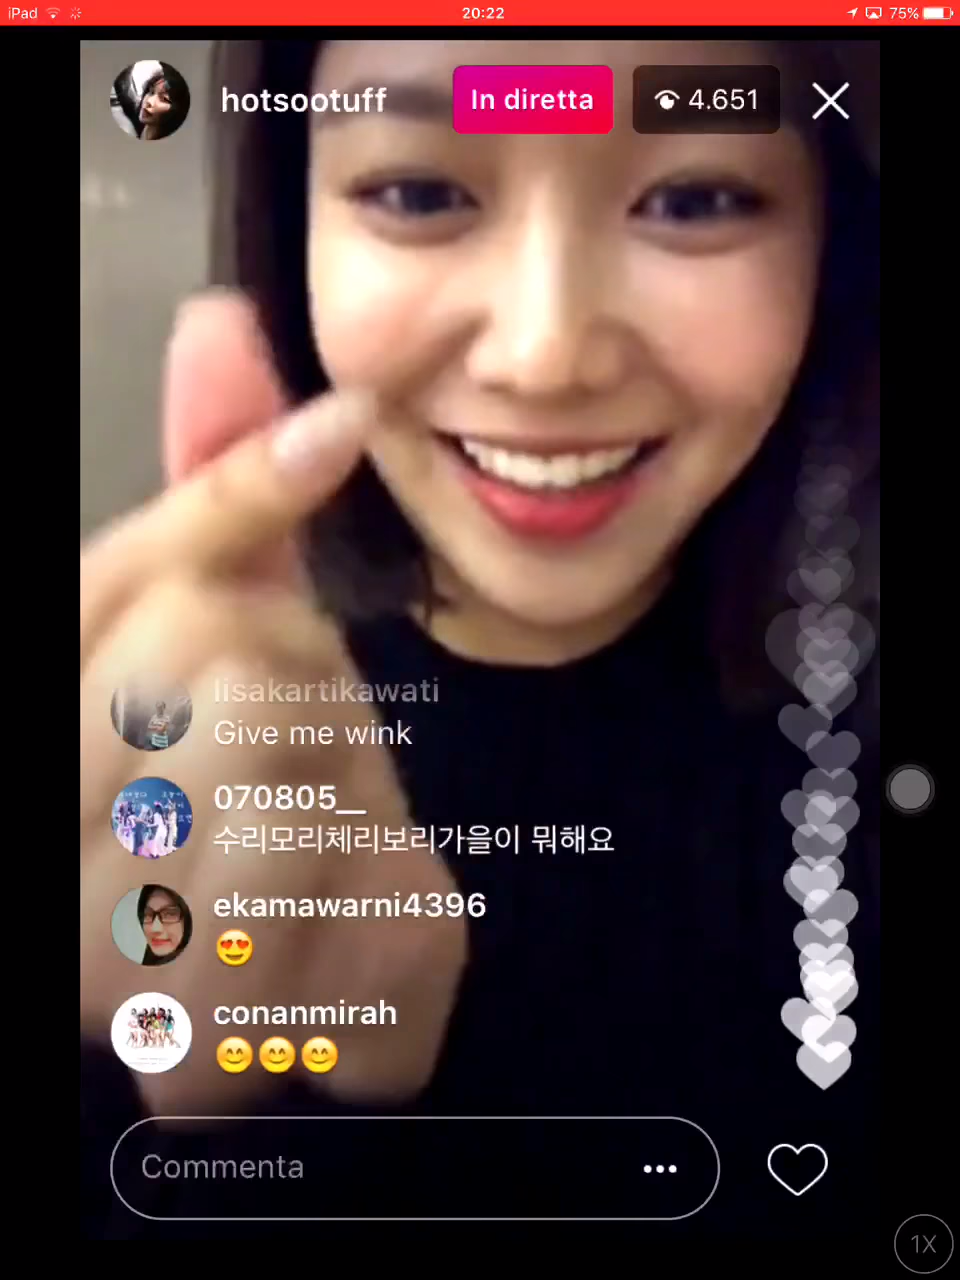 iPad 20:22 75%
hotsootuff In diretta 4.651
lisakartikawati
Give me wink
070805__
수리모리체리보리가을이 뭐해요
ekamawarni4396
😍
conanmirah
😊😊😊
Commenta
1X